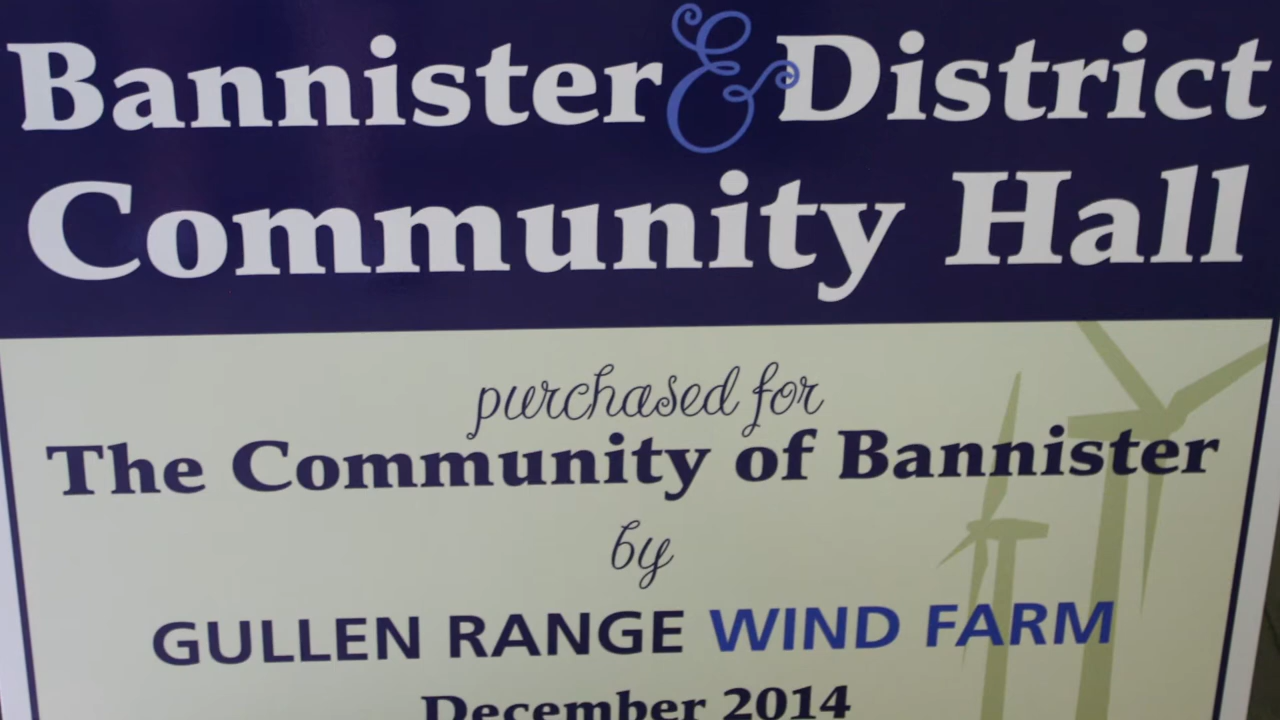 Bannister & District
Community Hall
purchased for
The Community of Bannister
by
GULLEN RANGE WIND FARM
December 2014